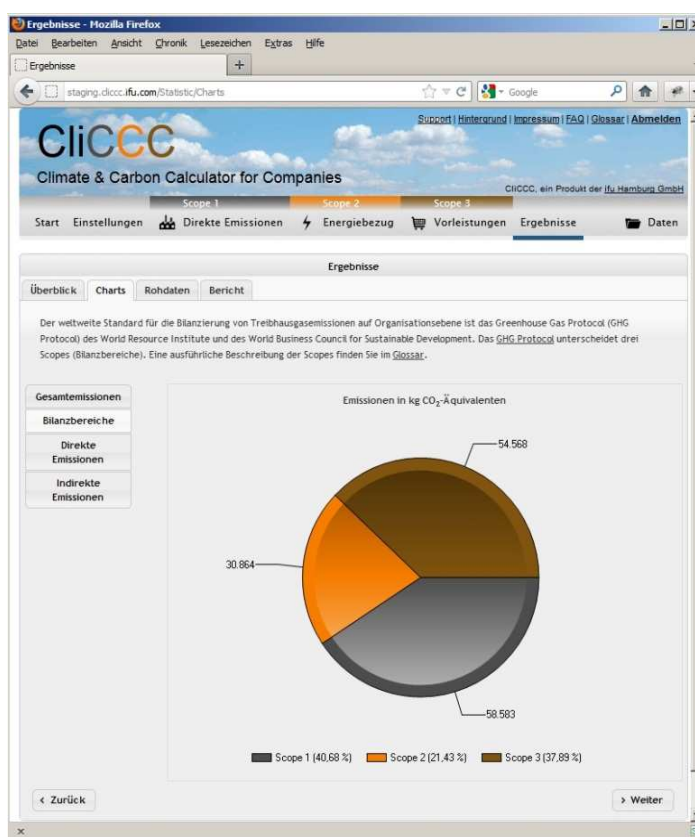 Ergebnisse - Mozilla Firefox
Datei Bearbeiten Ansicht Chronik Lesezeichen Extras Hilfe
Ergebnisse
staging.cliccc.ifu.com/Statistic/Charts
Google
Support | Hintergrund | Impressum | FAQ | Glossar | Abmelden
CliCCC
Climate & Carbon Calculator for Companies
CliCCC, ein Produkt der ifu Hamburg GmbH
Scope 1 Scope 2 Scope 3
Start Einstellungen Direkte Emissionen Energiebezug Vorleistungen Ergebnisse Daten
Ergebnisse
Überblick Charts Rohdaten Bericht
Der weltweite Standard für die Bilanzierung von Treibhausgasemissionen auf Organisationsebene ist das Greenhouse Gas Protocol (GHG
Protocol) des World Resource Institute und des World Business Council for Sustainable Development. Das GHG Protocol unterscheidet drei
Scopes (Bilanzbereiche). Eine ausführliche Beschreibung der Scopes finden Sie im Glossar.
Gesamtemissionen
Bilanzbereiche
Direkte
Emissionen
Indirekte
Emissionen
Emissionen in kg CO₂-Äquivalenten
54.568
30.864
58.583
Scope 1 (40,68 %) Scope 2 (21,43 %) Scope 3 (37,89 %)
‹ Zurück
› Weiter